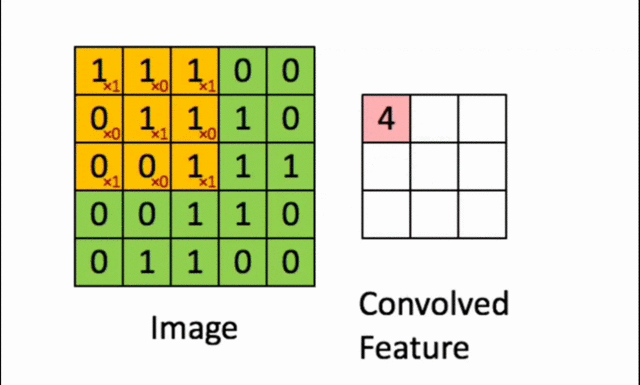 1×1 1×0 1×1 0 0
0×0 1×1 1×0 1 0
0×1 0×0 1×1 1 1
0 0 1 1 0
0 1 1 0 0
Image
4
Convolved
Feature